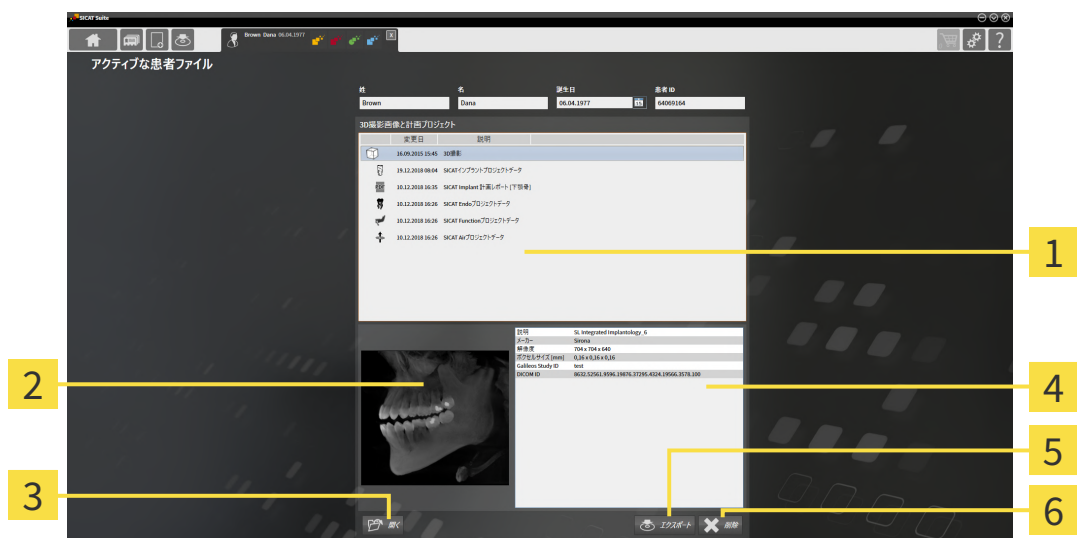 SICAT Suite
Brown Dana 06.04.1977
アクティブな患者ファイル
姓 名 誕生日 患者 ID
Brown Dana 06.04.1977 15 64069164
3D撮影画像と計画プロジェクト
変更日 説明
16.09.2015 15:45 3D撮影
19.12.2018 08:04 SICATインプラントプロジェクトデータ
10.12.2018 16:35 SICAT Implant 計画レポート [下顎骨]
10.12.2018 16:26 SICAT Endoプロジェクトデータ
10.12.2018 16:26 SICAT Functionプロジェクトデータ
10.12.2018 16:26 SICAT Airプロジェクトデータ
1
説明 SL Integrated Implantology_6
メーカー Sirona
解像度 704 x 704 x 640
ボクセルサイズ (mm) 0,16 x 0,16 x 0,16
Galileos Study ID test
DICOM ID 8632.52561.9596.19876.37295.4324.19566.3578.100
2
4
5
3
6
開く
エクスポート
削除